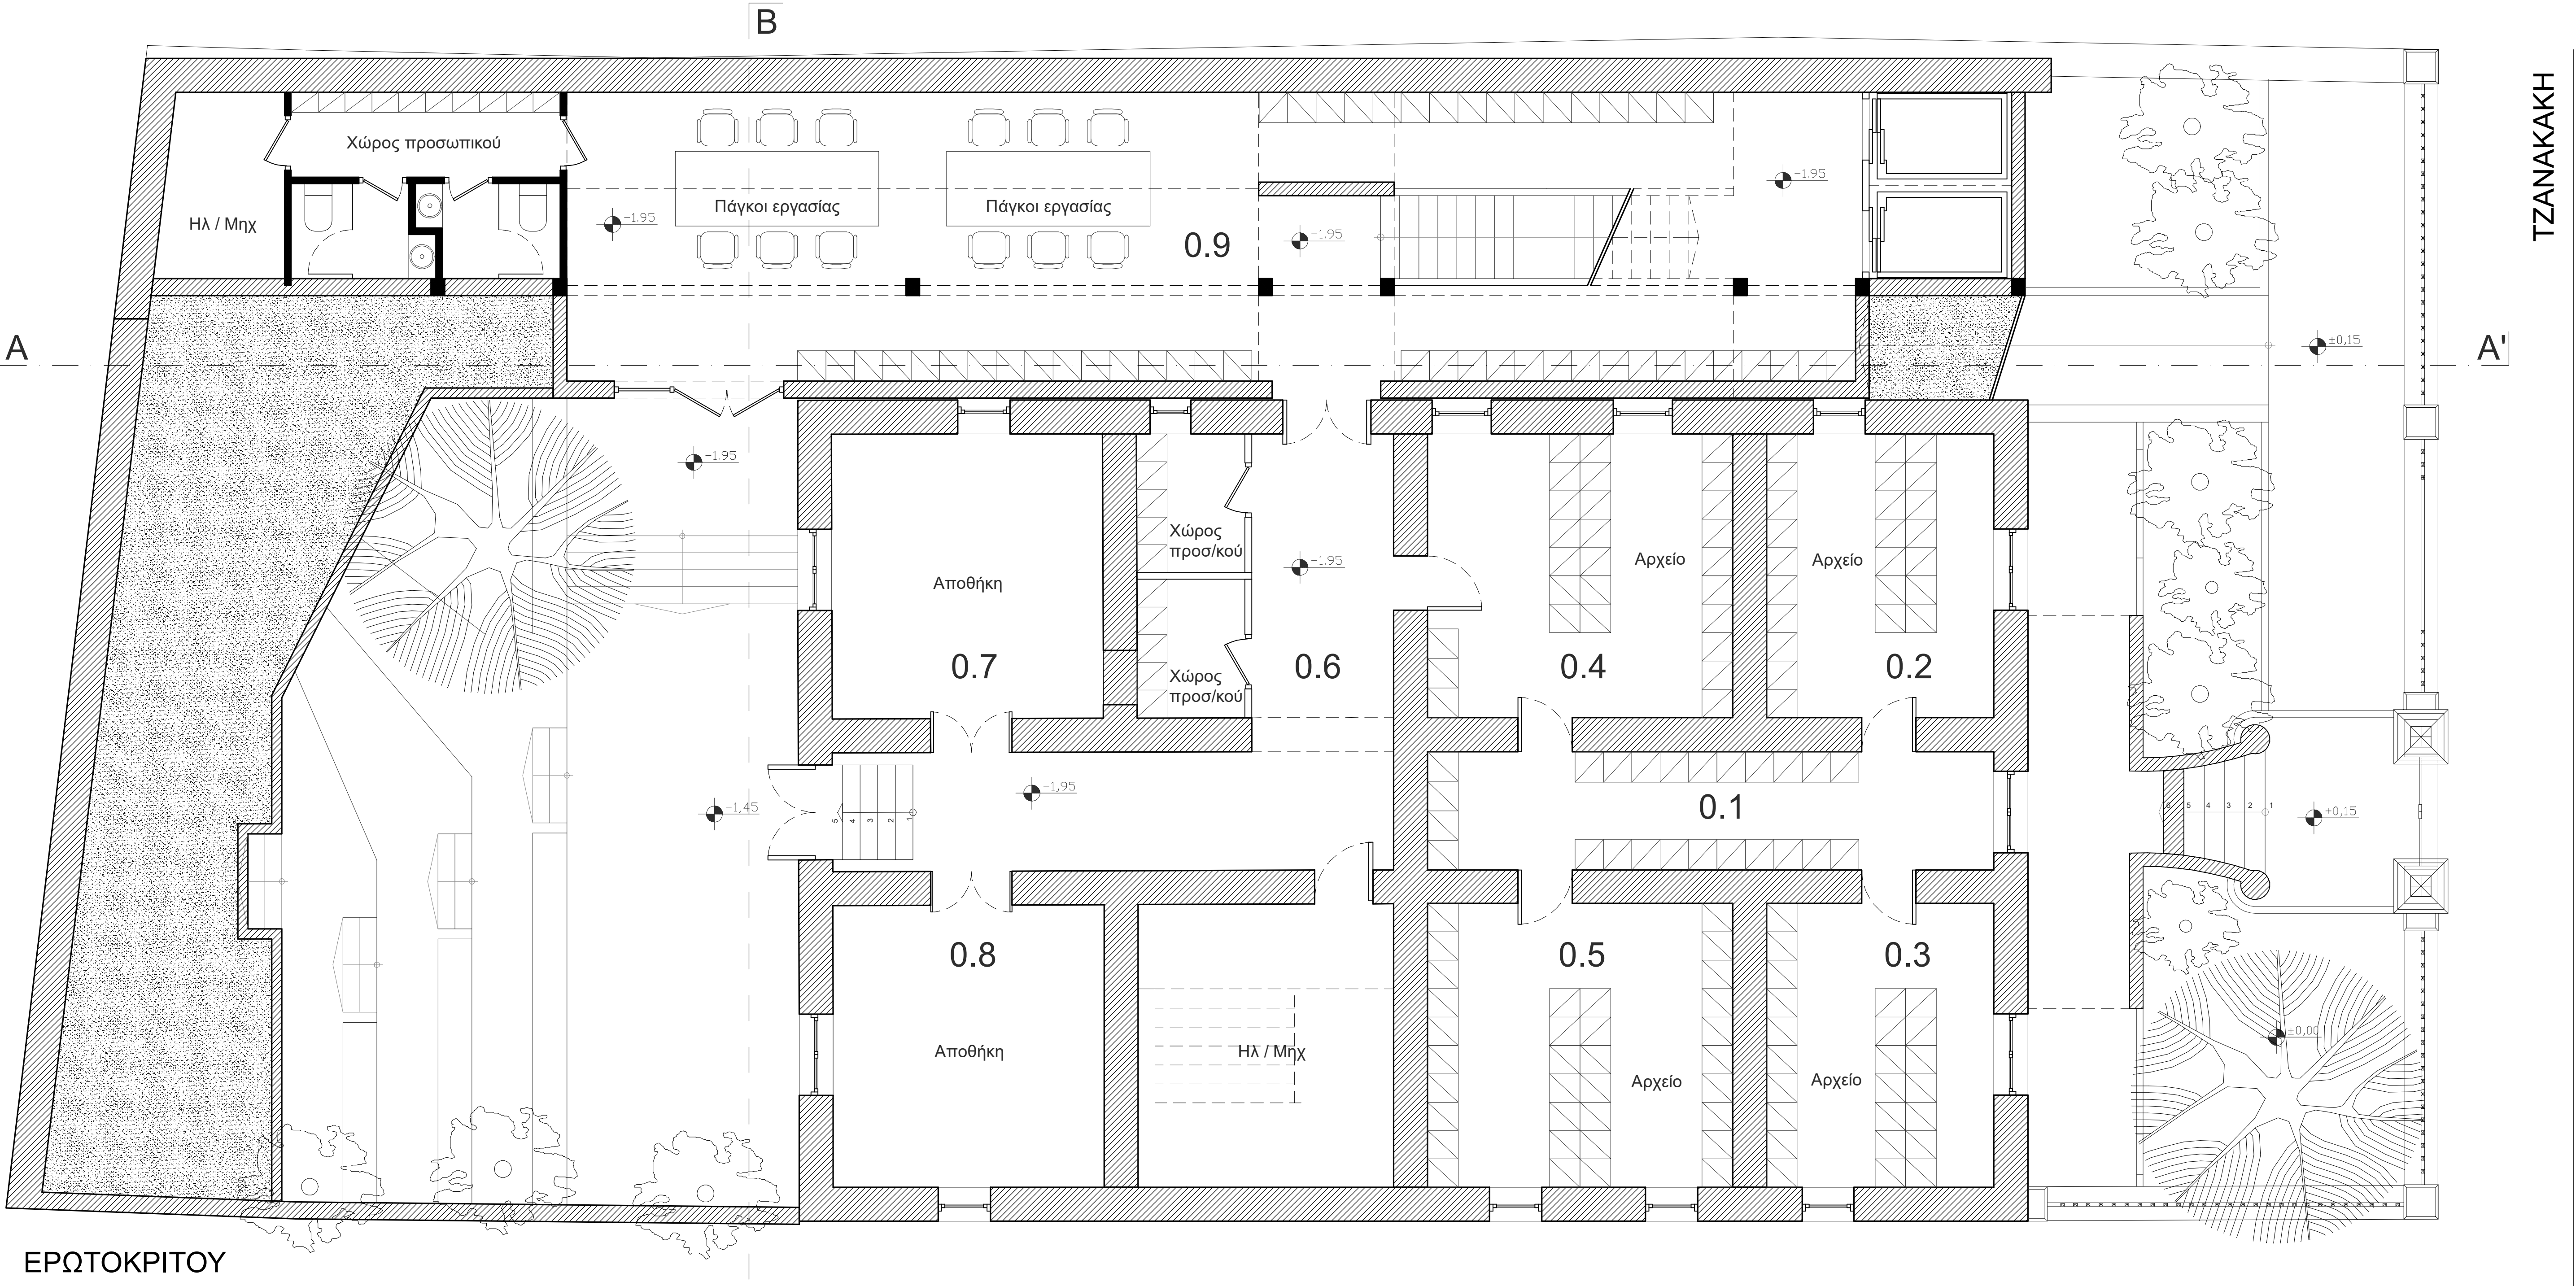 B
ΤΖΑΝΑΚΑΚΗ
Χώρος προσωπικού
Ηλ / Μηχ
-1.95
Πάγκοι εργασίας
Πάγκοι εργασίας
0.9
-1.95
-1.95
A
A'
±0,15
-1.95
Αποθήκη
0.7
Χώρος
προσ/κού
Χώρος
προσ/κού
-1.95
0.6
Αρχείο
0.4
Αρχείο
0.2
-1,45
5 4 3 2 1
-1,95
0.1
6 5 4 3 2 1
+0,15
0.8
Αποθήκη
Ηλ / Μηχ
0.5
Αρχείο
0.3
Αρχείο
±0,00
ΕΡΩΤΟΚΡΙΤΟΥ